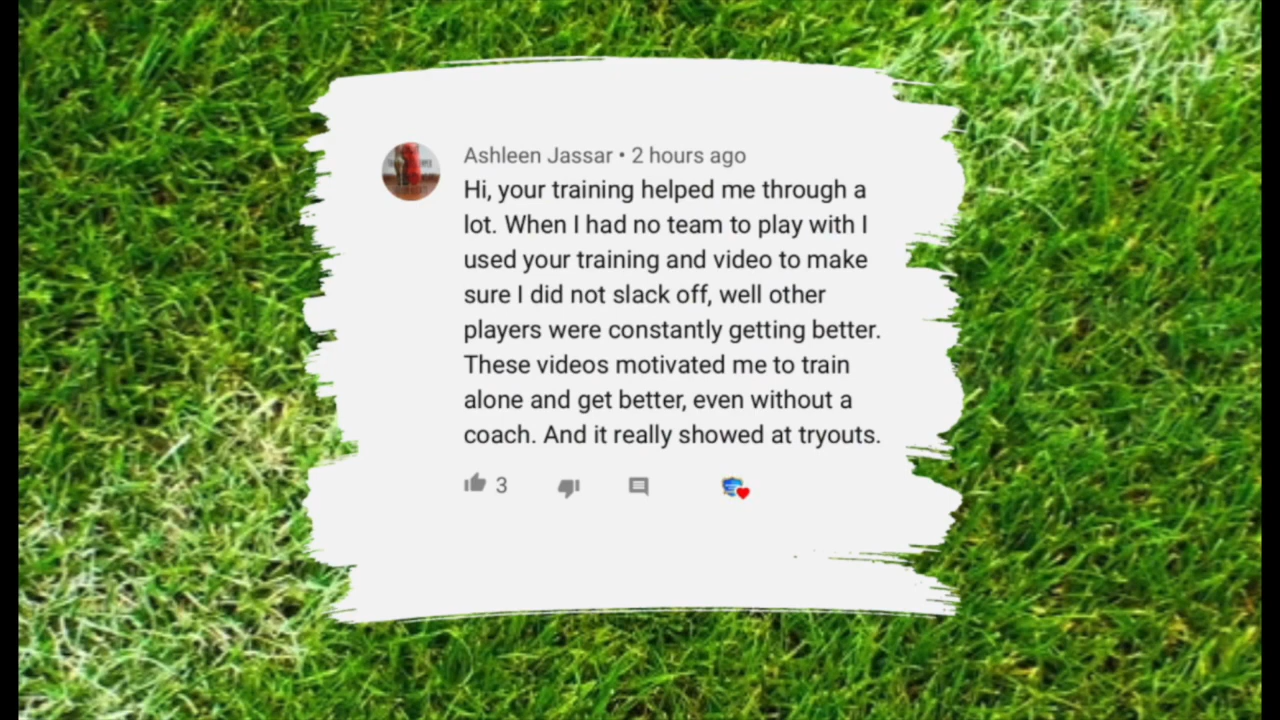 Ashleen Jassar • 2 hours ago
Hi, your training helped me through a
lot. When I had no team to play with I
used your training and video to make
sure I did not slack off, well other
players were constantly getting better.
These videos motivated me to train
alone and get better, even without a
coach. And it really showed at tryouts.
3